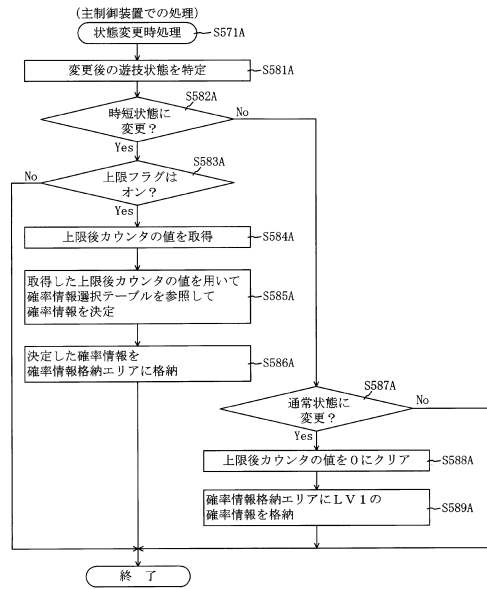 (主制御装置での処理)
状態変更時処理
S571A
変更後の遊技状態を特定
S581A
S582A
時短状態に
変更？
No
Yes
S583A
上限フラグは
オン？
No
Yes
上限後カウンタの値を取得
S584A
取得した上限後カウンタの値を用いて
確率情報選択テーブルを参照して
確率情報を決定
S585A
決定した確率情報を
確率情報格納エリアに格納
S586A
S587A
通常状態に
変更？
No
Yes
上限後カウンタの値を０にクリア
S588A
確率情報格納エリアにＬＶ１の
確率情報を格納
S589A
終　了